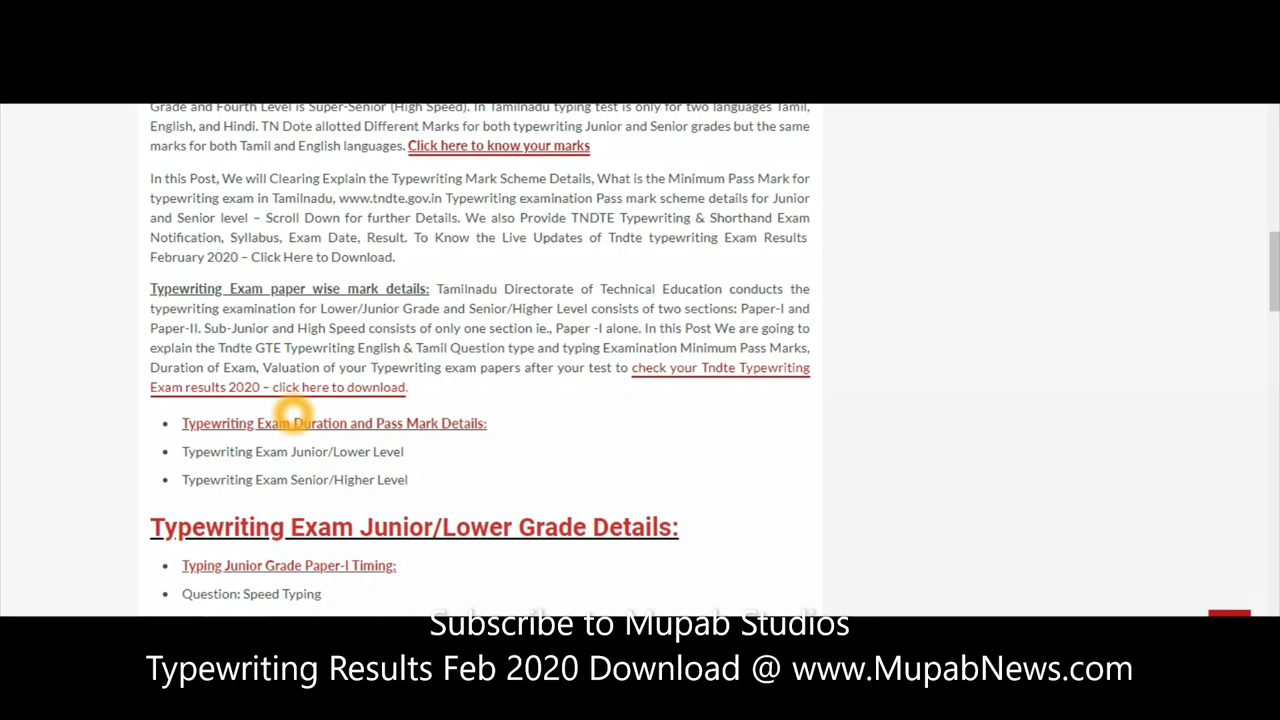 Grade and Fourth Level is Super-Senior (High Speed). In Tamilnadu typing test is only for two languages Tamil,
English, and Hindi. TN Dote allotted Different Marks for both typewriting Junior and Senior grades but the same
marks for both Tamil and English languages. Click here to know your marks
In this Post, We will Clearing Explain the Typewriting Mark Scheme Details, What is the Minimum Pass Mark for
typewriting exam in Tamilnadu, www.tndte.gov.in Typewriting examination Pass mark scheme details for Junior
and Senior level – Scroll Down for further Details. We also Provide TNDTE Typewriting & Shorthand Exam
Notification, Syllabus, Exam Date, Result. To Know the Live Updates of Tndte typewriting Exam Results
February 2020 – Click Here to Download.
Typewriting Exam paper wise mark details: Tamilnadu Directorate of Technical Education conducts the
typewriting examination for Lower/Junior Grade and Senior/Higher Level consists of two sections: Paper-I and
Paper-II. Sub-Junior and High Speed consists of only one section ie., Paper -I alone. In this Post We are going to
explain the Tndte GTE Typewriting English & Tamil Question type and typing Examination Minimum Pass Marks,
Duration of Exam, Valuation of your Typewriting exam papers after your test to check your Tndte Typewriting
Exam results 2020 – click here to download.
• Typewriting Exam Duration and Pass Mark Details:
• Typewriting Exam Junior/Lower Level
• Typewriting Exam Senior/Higher Level
Typewriting Exam Junior/Lower Grade Details:
• Typing Junior Grade Paper-I Timing:
• Question: Speed Typing
Subscribe to Mupab Studios
Typewriting Results Feb 2020 Download @ www.MupabNews.com